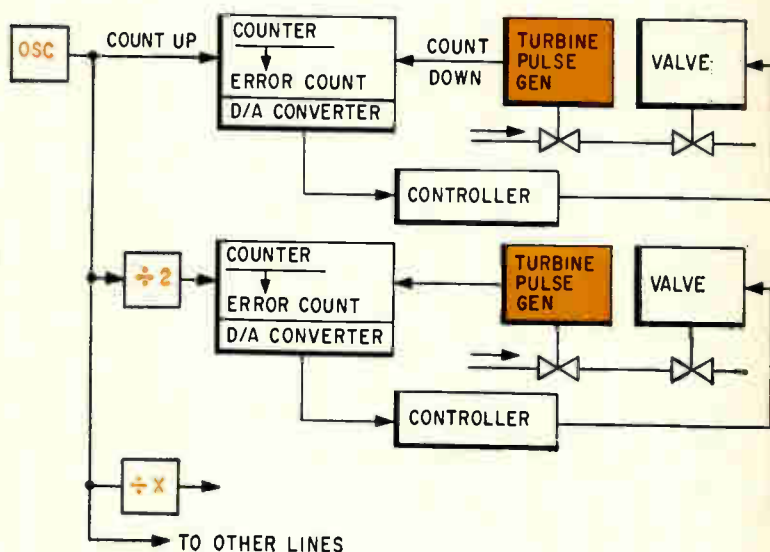 OSC
COUNT UP
COUNTER
ERROR COUNT
D/A CONVERTER
COUNT
DOWN
TURBINE
PULSE
GEN
VALVE
CONTROLLER
÷2
COUNTER
ERROR COUNT
D/A CONVERTER
TURBINE
PULSE
GEN
VALVE
CONTROLLER
÷X
TO OTHER LINES